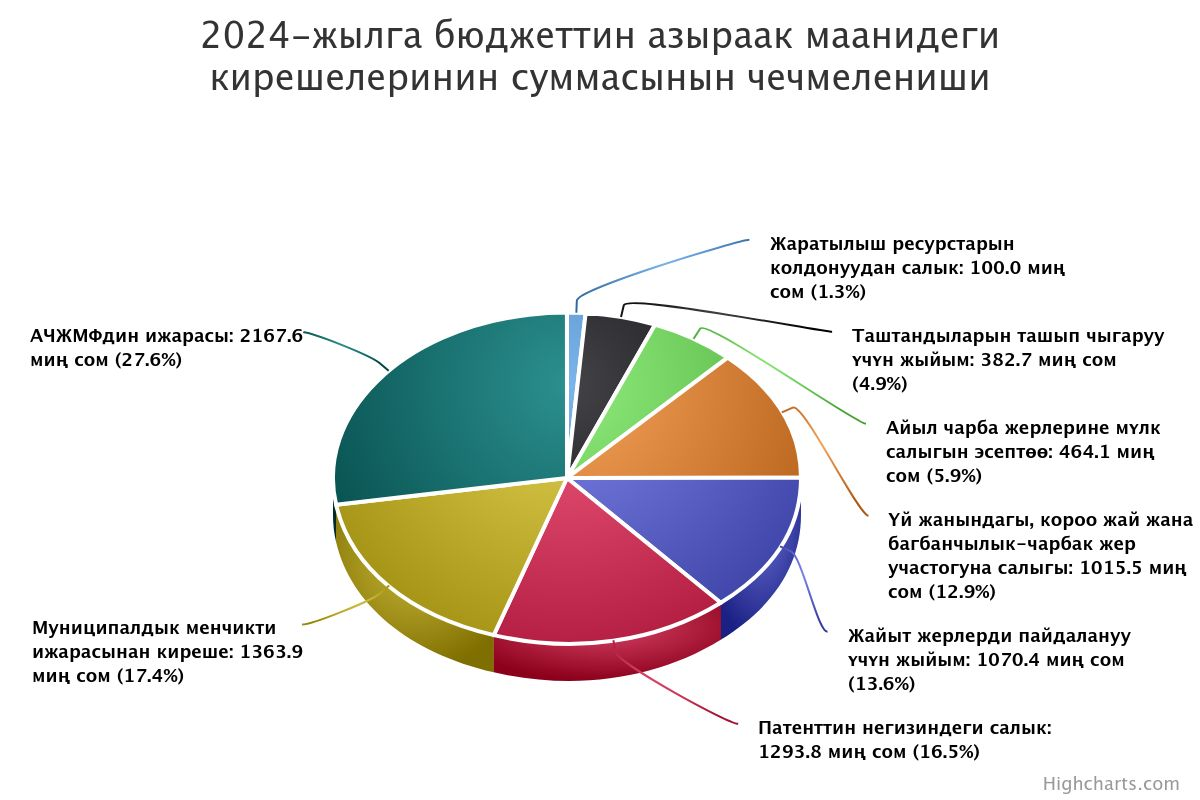 2024-жылга бюджеттин азыраак маанидеги
кирешелеринин суммасынын чечмелениши
Жаратылыш ресурстарын
колдонуудан салык: 100.0 миң
сом (1.3%)
АЧЖМФдин ижарасы: 2167.6
миң сом (27.6%)
Таштандыларын ташып чыгаруу
үчүн жыйым: 382.7 миң сом
(4.9%)
Айыл чарба жерлерине мүлк
салыгын эсептөө: 464.1 миң
сом (5.9%)
Үй жанындагы, короо жай жана
багбанчылык-чарбак жер
участогуна салыгы: 1015.5 миң
сом (12.9%)
Муниципалдык менчикти
ижарасынан киреше: 1363.9
миң сом (17.4%)
Жайыт жерлерди пайдалануу
үчүн жыйым: 1070.4 миң сом
(13.6%)
Патенттин негизиндеги салык:
1293.8 миң сом (16.5%)
Highcharts.com